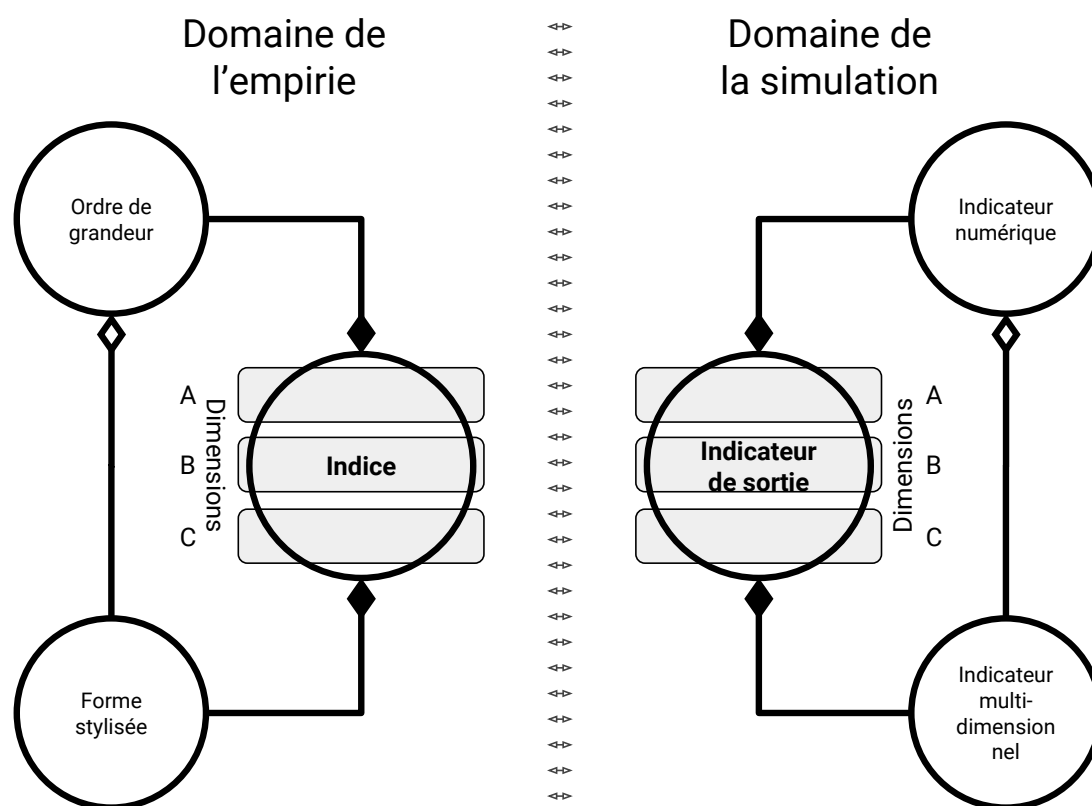 Domaine de
l’empirie
Ordre de
grandeur
A
B
C
Dimensions
Indice
Forme
stylisée
Domaine de
la simulation
Indicateur
numérique
Indicateur
de sortie
Dimensions
A
B
C
Indicateur
multi-
dimension
nel